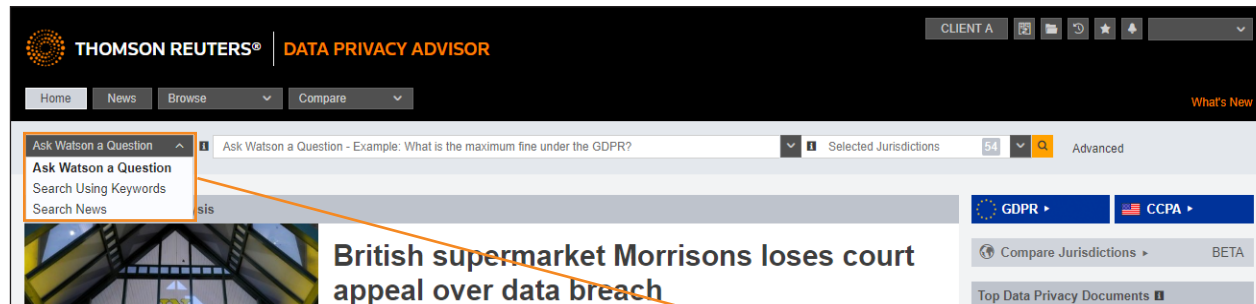 CLIENT A
THOMSON REUTERS® DATA PRIVACY ADVISOR
Home News Browse Compare
What's New
Ask Watson a Question Ask Watson a Question - Example: What is the maximum fine under the GDPR? Selected Jurisdictions 54 Advanced
Ask Watson a Question
Search Using Keywords
Search News
sis
GDPR CCPA
British supermarket Morrisons loses court
appeal over data breach
Compare Jurisdictions BETA
Top Data Privacy Documents